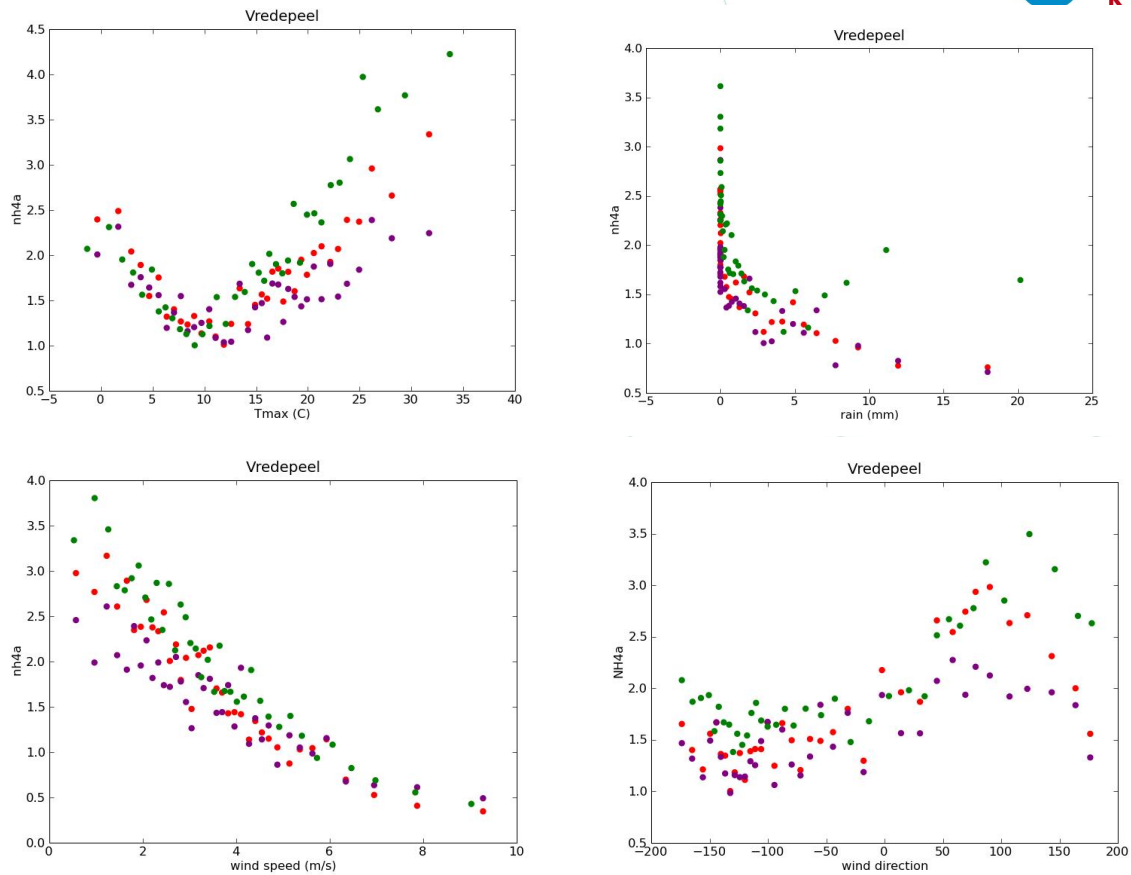 K
Vredepeel
4.5
4.0
3.5
3.0
2.5
2.0
1.5
1.0
0.5
nh4a
−5 0 5 10 15 20 25 30 35 40
Tmax (C)
Vredepeel
4.0
3.5
3.0
2.5
2.0
1.5
1.0
0.5
nh4a
−5 0 5 10 15 20 25
rain (mm)
Vredepeel
4.0
3.5
3.0
2.5
2.0
1.5
1.0
0.5
0.0
nh4a
0 2 4 6 8 10
wind speed (m/s)
Vredepeel
4.0
3.5
3.0
2.5
2.0
1.5
1.0
0.5
NH4a
−200 −150 −100 −50 0 50 100 150 200
wind direction